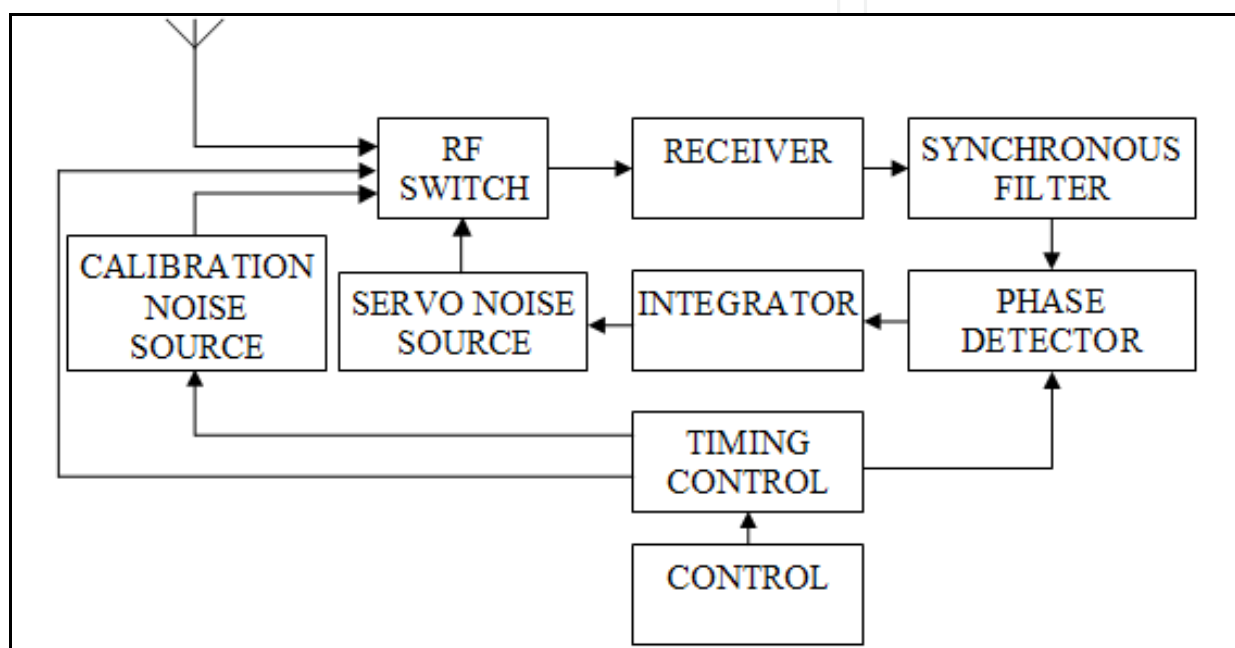 RF
SWITCH
RECEIVER
SYNCHRONOUS
FILTER
CALIBRATION
NOISE
SOURCE
SERVO NOISE
SOURCE
INTEGRATOR
PHASE
DETECTOR
TIMING
CONTROL
CONTROL